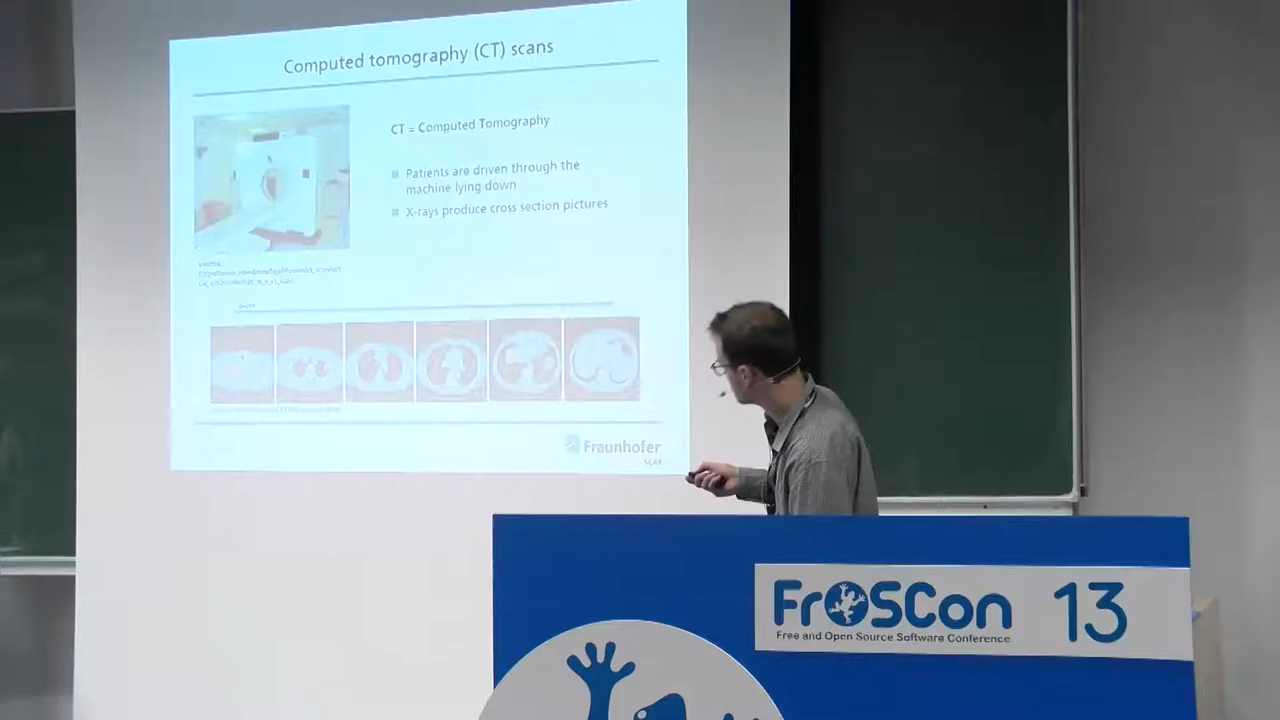 Computed tomography (CT) scans
CT = Computed Tomography
Patients are driven through the
machine lying down
X-rays produce cross section pictures
Fraunhofer
SCAI
FrOSCon 13
Free and Open Source Software Conference